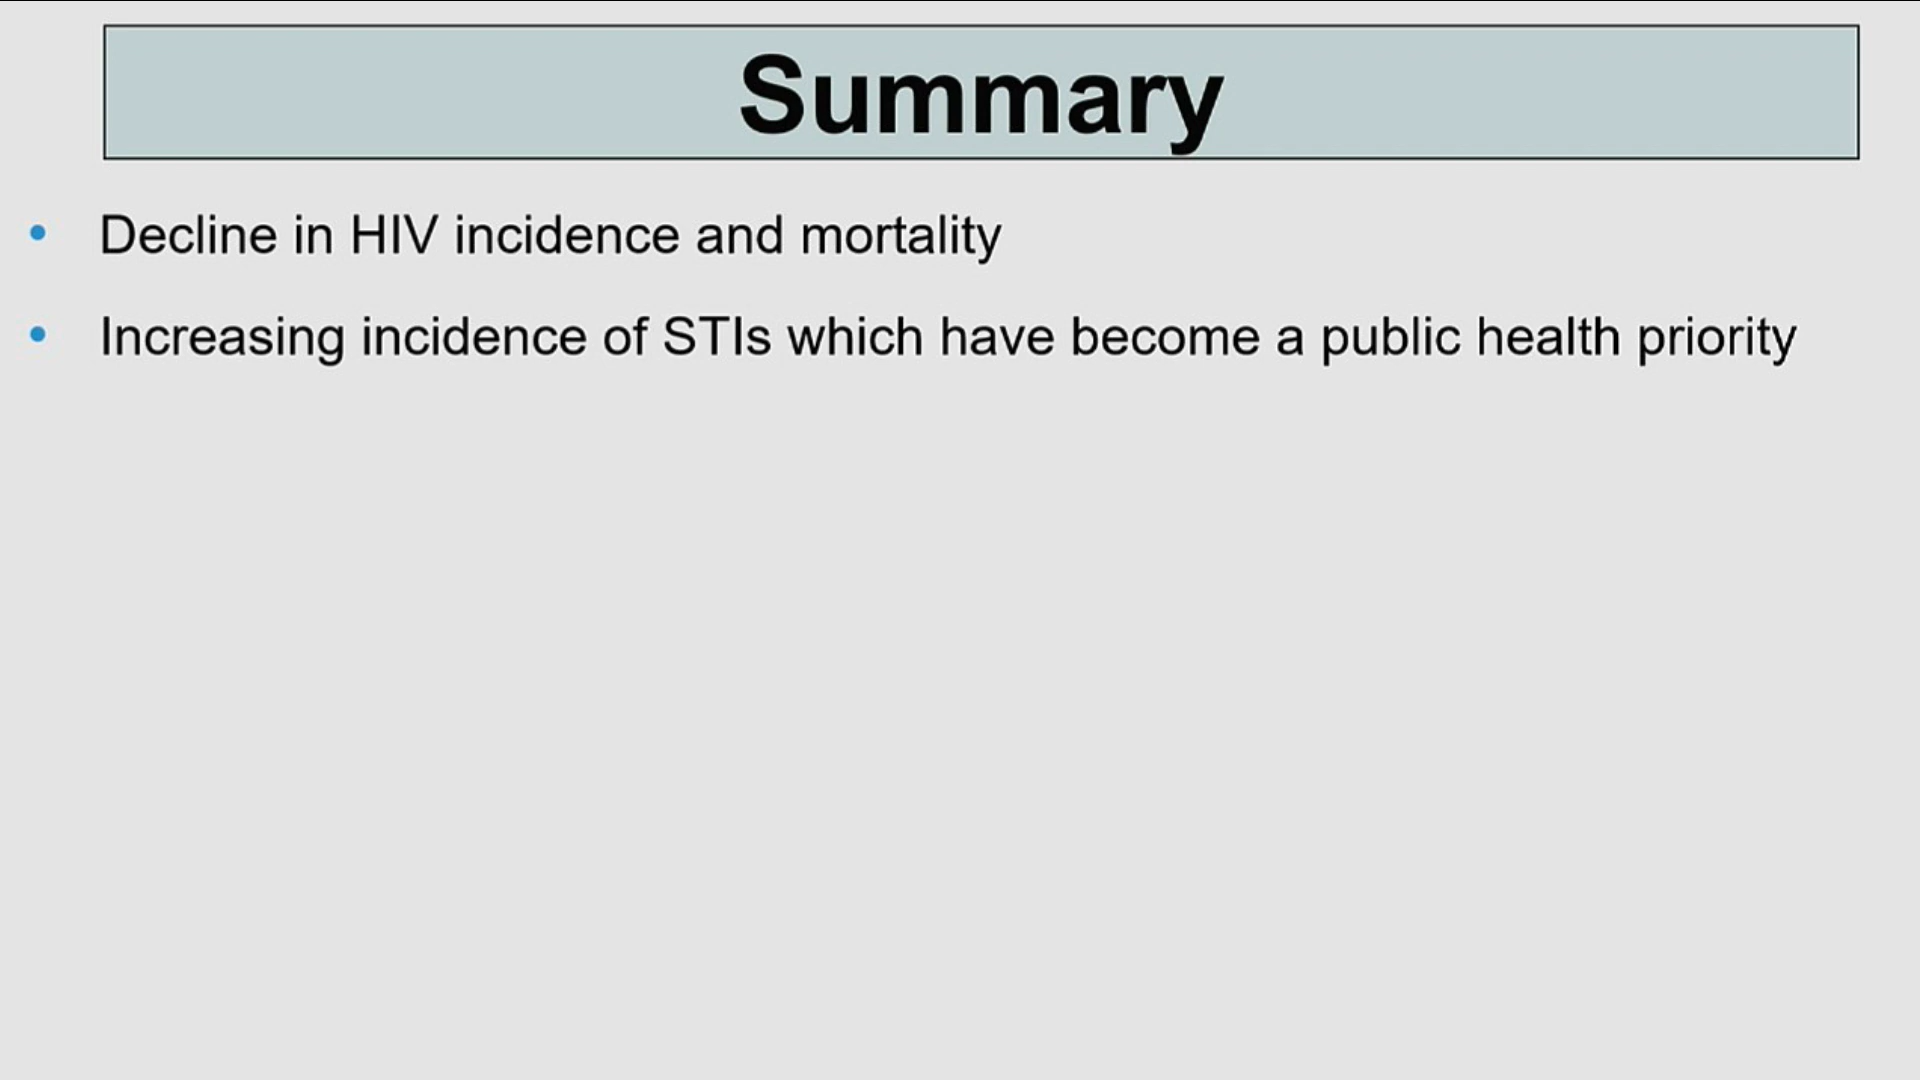 Summary
• Decline in HIV incidence and mortality
• Increasing incidence of STIs which have become a public health priority